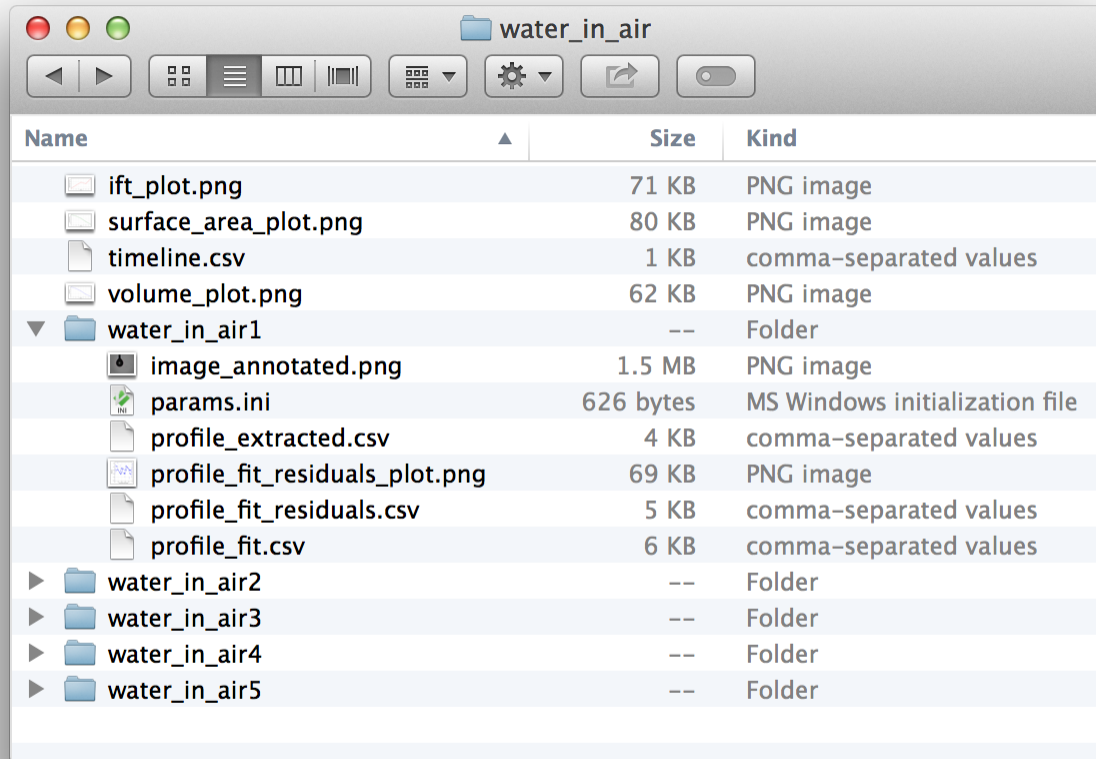 water_in_air
Name Size Kind
ift_plot.png 71 KB PNG image
surface_area_plot.png 80 KB PNG image
timeline.csv 1 KB comma-separated values
volume_plot.png 62 KB PNG image
water_in_air1 -- Folder
image_annotated.png 1.5 MB PNG image
INI params.ini 626 bytes MS Windows initialization file
profile_extracted.csv 4 KB comma-separated values
profile_fit_residuals_plot.png 69 KB PNG image
profile_fit_residuals.csv 5 KB comma-separated values
profile_fit.csv 6 KB comma-separated values
water_in_air2 -- Folder
water_in_air3 -- Folder
water_in_air4 -- Folder
water_in_air5 -- Folder